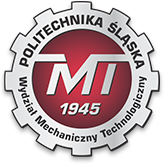 POLITECHNIKA ŚLĄSKA
MT
1945
Wydział Mechaniczny Technologiczny